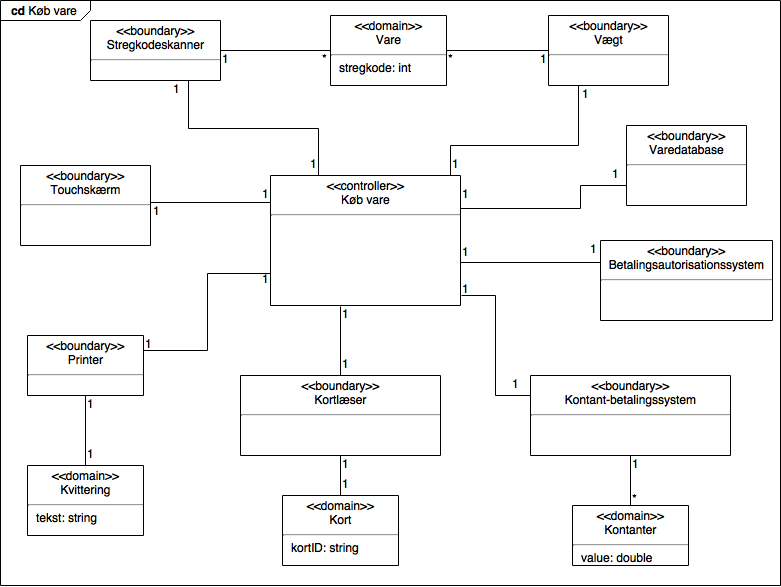 cd Køb vare
<<boundary>>
Stregkodeskanner
1
1
<<domain>>
Vare
stregkode: int
*
*
<<boundary>>
Vægt
1
1
<<boundary>>
Varedatabase
1
<<boundary>>
Touchskærm
1
<<controller>>
Køb vare
1
1
1
1
1
1
1
1
<<boundary>>
Betalingsautorisationssystem
1
<<boundary>>
Printer
1
1
<<boundary>>
Kortlæser
1
1
<<boundary>>
Kontant-betalingssystem
1
1
<<domain>>
Kvittering
tekst: string
1
<<domain>>
Kort
kortID: string
1
<<domain>>
Kontanter
value: double
*